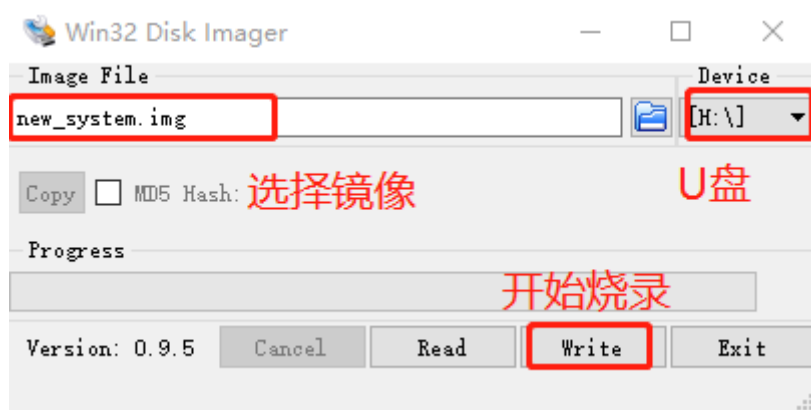 Win32 Disk Imager
Image File
Device
new_system.img
[H:\]
Copy
MD5 Hash:
选择镜像
U盘
Progress
开始烧录
Version: 0.9.5
Cancel
Read
Write
Exit